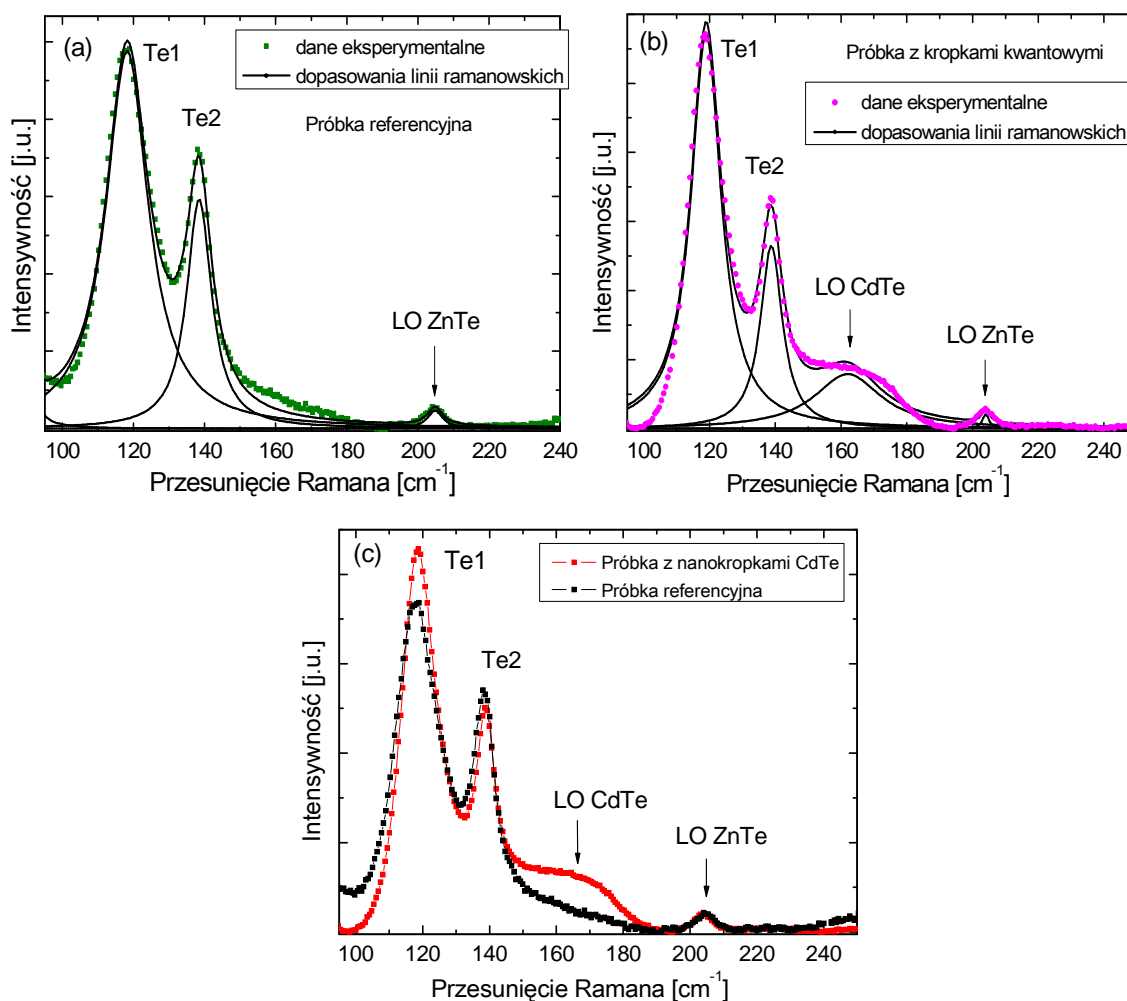 (a)
Te1
Te2
dane eksperymentalne
dopasowania linii ramanowskich
Próbka referencyjna
LO ZnTe
Intensywność [j.u.]
100 120 140 160 180 200 220 240
Przesunięcie Ramana [cm-1]
(b)
Te1
Te2
Próbka z kropkami kwantowymi
dane eksperymentalne
dopasowania linii ramanowskich
LO CdTe
LO ZnTe
Intensywność [j.u.]
100 120 140 160 180 200 220 240
Przesunięcie Ramana [cm-1]
(c)
Te1
Te2
Próbka z nanokropkami CdTe
Próbka referencyjna
LO CdTe
LO ZnTe
Intensywność [j.u.]
100 120 140 160 180 200 220 240
Przesunięcie Ramana [cm-1]